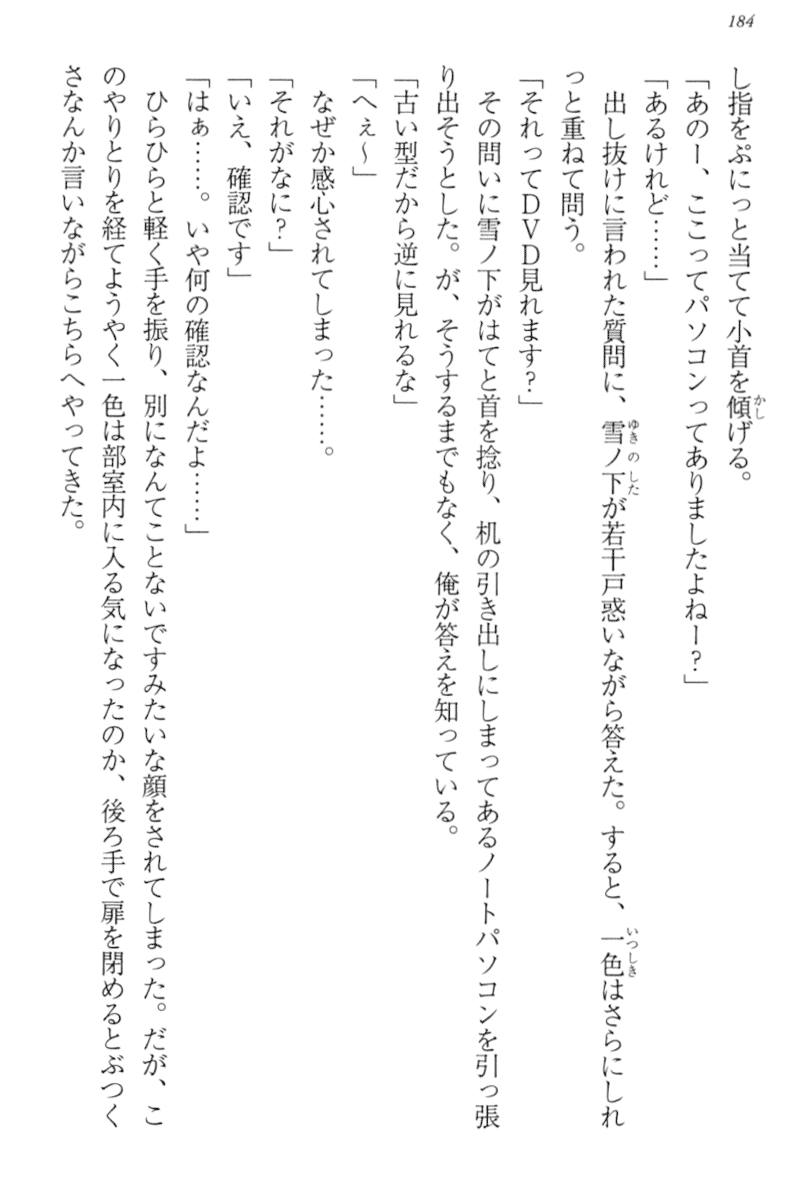 184
し指をぷにっと当てて小首を傾げる。
「あのー、ここってパソコンってありましたよねー？」
「あるけれど……」
　出し抜けに言われた質問に、雪ノ下が若干戸惑いながら答えた。すると、一色はさらにしれ
っと重ねて問う。
「それってDVD見れます？」
　その問いに雪ノ下がはてと首を捻り、机の引き出しにしまってあるノートパソコンを引っ張
り出そうとした。が、そうするまでもなく、俺が答えを知っている。
「古い型だから逆に見れるな」
「へぇ～」
　なぜか感心されてしまった……。
「それがなに？」
「いえ、確認です」
「はぁ……。いや何の確認なんだよ……」
　ひらひらと軽く手を振り、別になんてことないですみたいな顔をされてしまった。だが、こ
のやりとりを経てようやく一色は部室内に入る気になったのか、後ろ手で扉を閉めるとぶつく
さなんか言いながらこちらへやってきた。